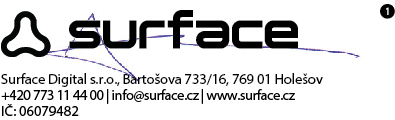 surface
1
Surface Digital s.r.o., Bartošova 733/16, 769 01 Holešov
+420 773 11 44 00 | info@surface.cz | www.surface.cz
IČ: 06079482